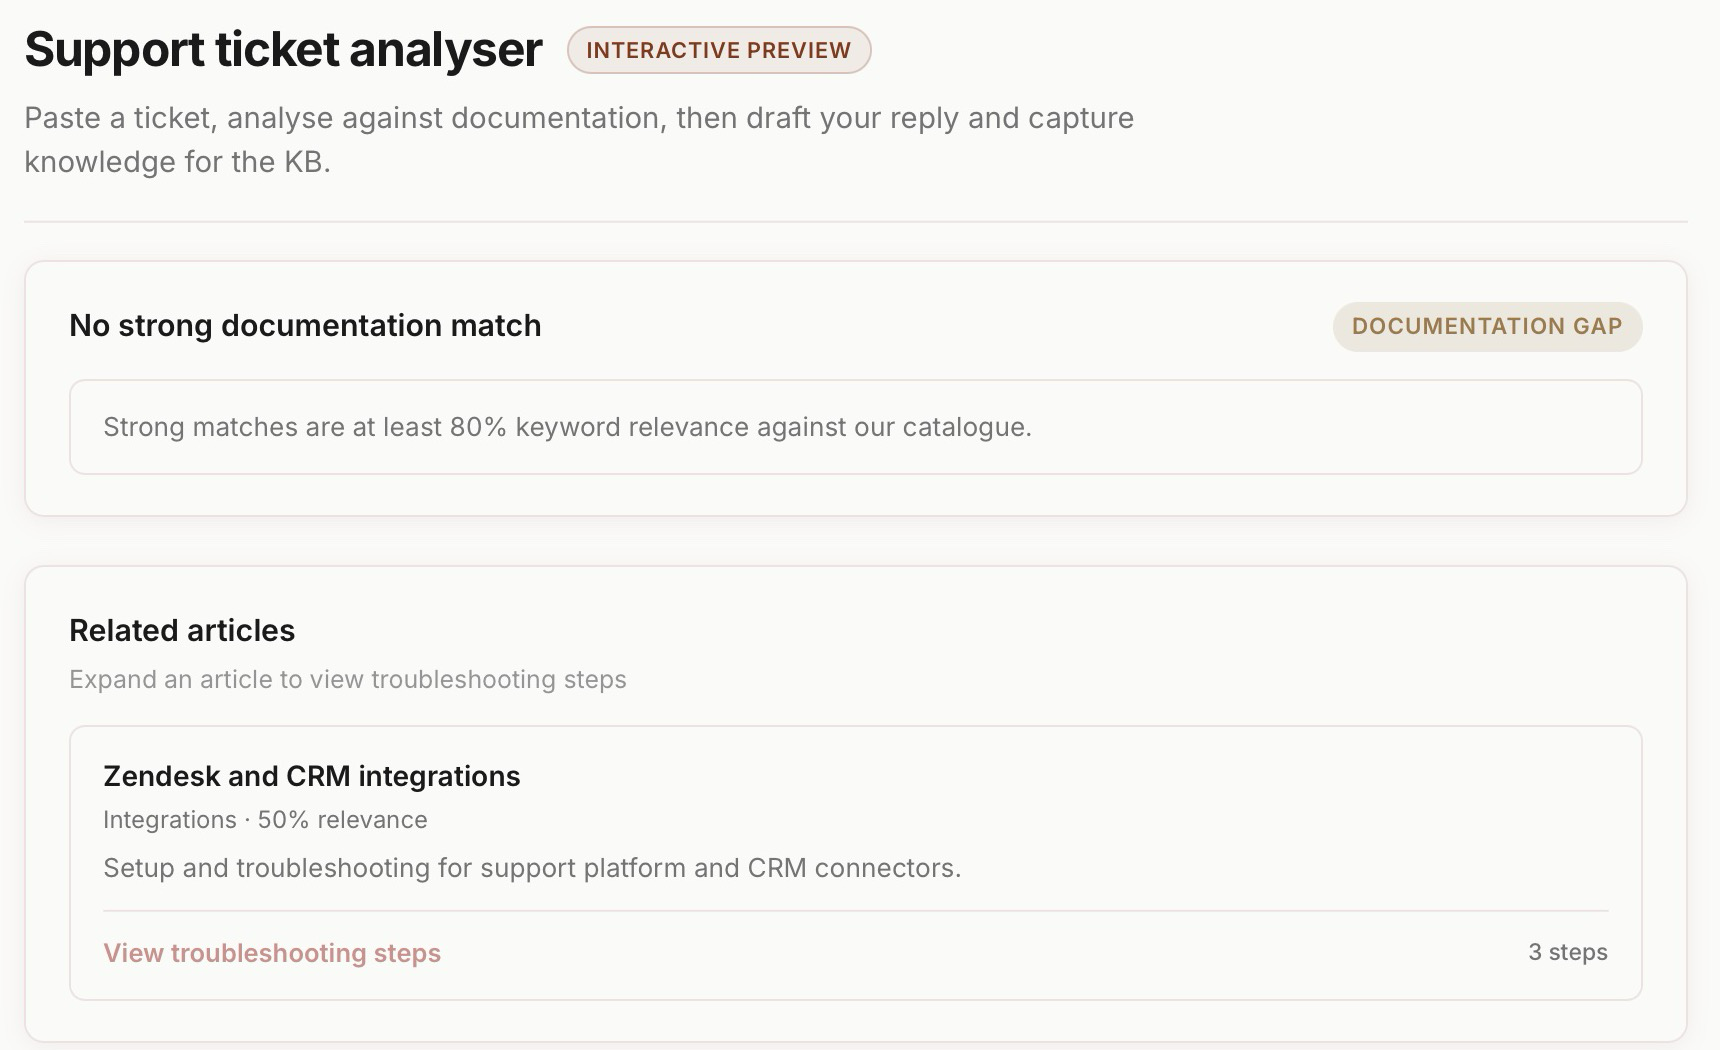 Support ticket analyser INTERACTIVE PREVIEW
Paste a ticket, analyse against documentation, then draft your reply and capture
knowledge for the KB.
No strong documentation match DOCUMENTATION GAP
Strong matches are at least 80% keyword relevance against our catalogue.
Related articles
Expand an article to view troubleshooting steps
Zendesk and CRM integrations
Integrations · 50% relevance
Setup and troubleshooting for support platform and CRM connectors.
View troubleshooting steps 3 steps